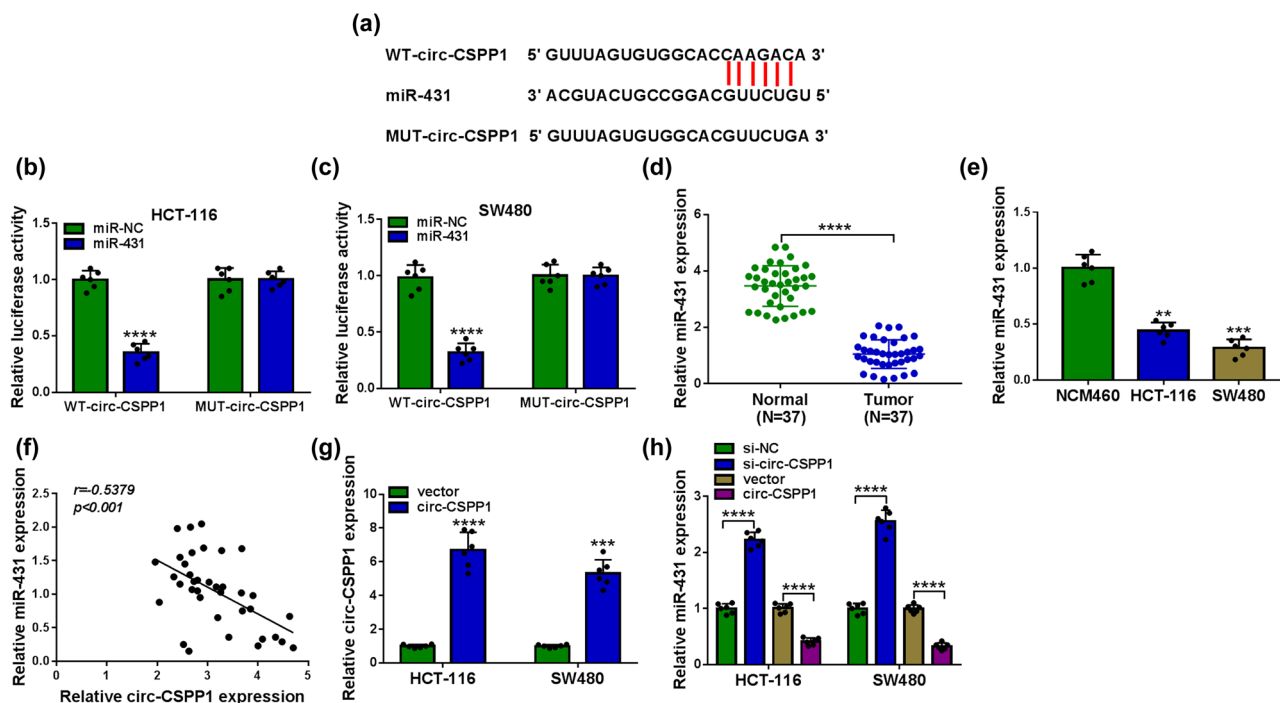 (a)
WT-circ-CSPP1 5' GUUUAGUGUGGCACCAAGACA 3'
miR-431 3' ACGUACUGCCGGACGUUCUGU 5'
MUT-circ-CSPP1 5' GUUUAGUGUGGCACGUUCUGA 3'
(b)
HCT-116
miR-NC
miR-431
Relative luciferase activity
1.5
1.0
0.5
0.0
****
WT-circ-CSPP1 MUT-circ-CSPP1
(c)
SW480
miR-NC
miR-431
Relative luciferase activity
1.5
1.0
0.5
0.0
****
WT-circ-CSPP1 MUT-circ-CSPP1
(d)
Relative miR-431 expression
6
4
2
0
****
Normal Tumor
(N=37) (N=37)
(e)
Relative miR-431 expression
1.5
1.0
0.5
0.0
**
***
NCM460 HCT-116 SW480
(f)
Relative miR-431 expression
r=-0.5379
p<0.001
2.5
2.0
1.5
1.0
0.5
0.0
0 1 2 3 4 5
Relative circ-CSPP1 expression
(g)
Relative circ-CSPP1 expression
vector
circ-CSPP1
10
8
6
4
2
0
****
***
HCT-116 SW480
(h)
si-NC
si-circ-CSPP1
vector
circ-CSPP1
Relative miR-431 expression
3
2
1
0
****
****
****
****
HCT-116 SW480